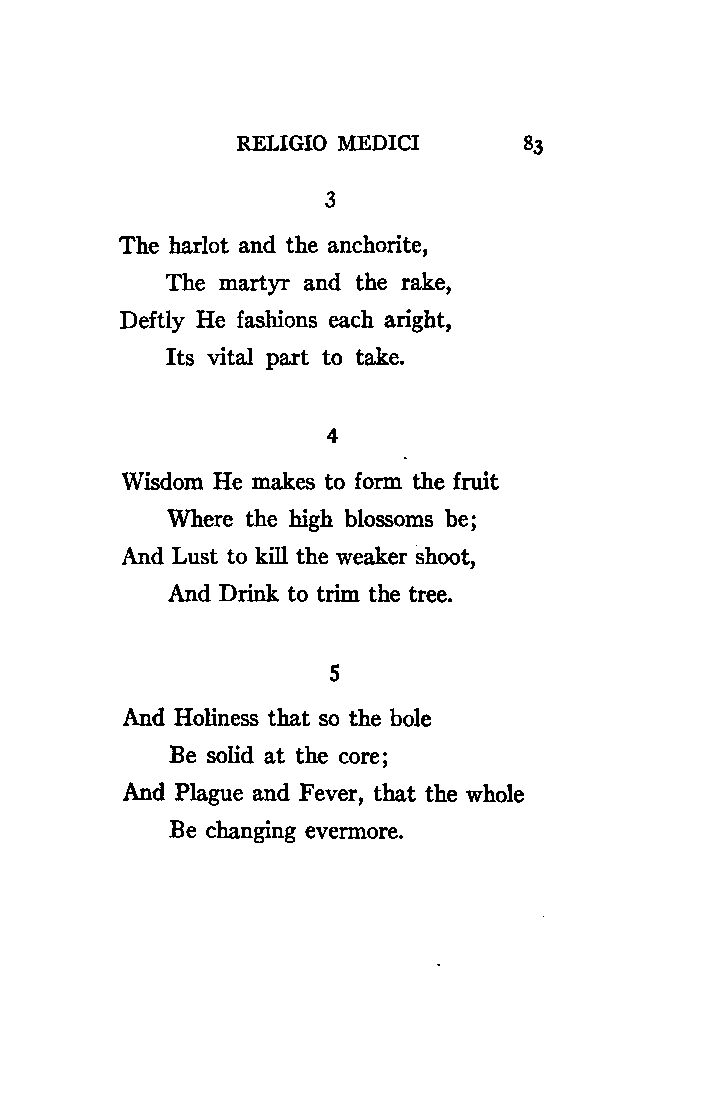 RELIGIO MEDICI 83
3
The harlot and the anchorite,
The martyr and the rake,
Deftly He fashions each aright,
Its vital part to take.
4
Wisdom He makes to form the fruit
Where the high blossoms be;
And Lust to kill the weaker shoot,
And Drink to trim the tree.
5
And Holiness that so the bole
Be solid at the core;
And Plague and Fever, that the whole
Be changing evermore.